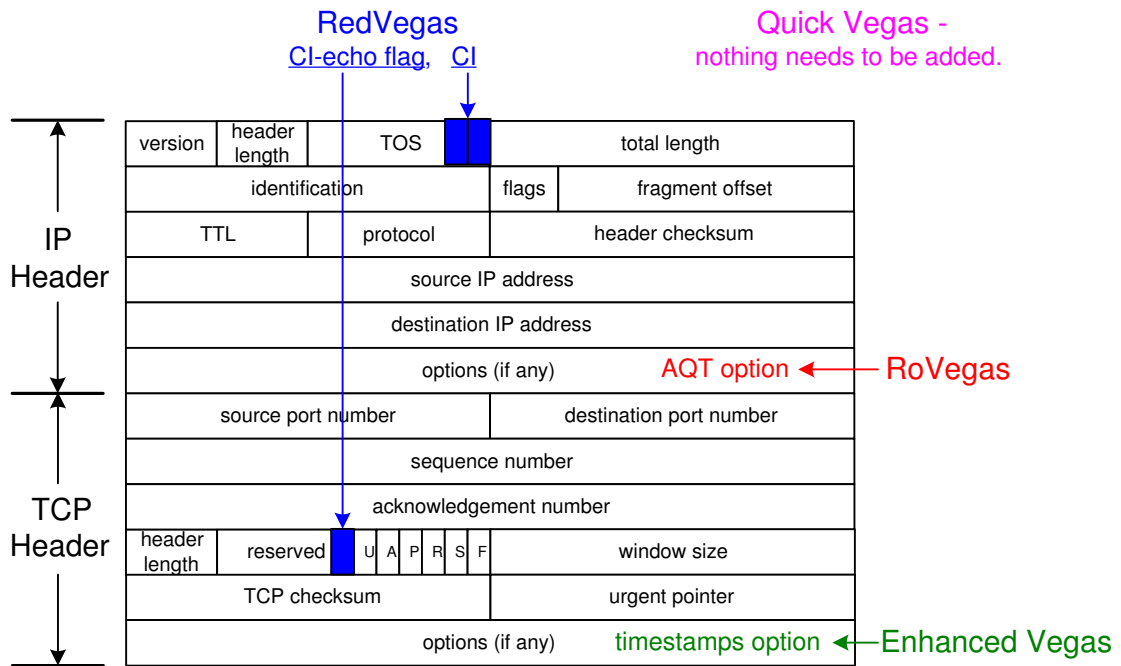 RedVegas
CI-echo flag, CI
Quick Vegas -
nothing needs to be added.
version header length TOS total length
identification flags fragment offset
TTL protocol header checksum
IP
Header
source IP address
destination IP address
options (if any) AQT option RoVegas
source port number destination port number
sequence number
acknowledgement number
TCP
Header
header length reserved U A P R S F window size
TCP checksum urgent pointer
options (if any) timestamps option Enhanced Vegas